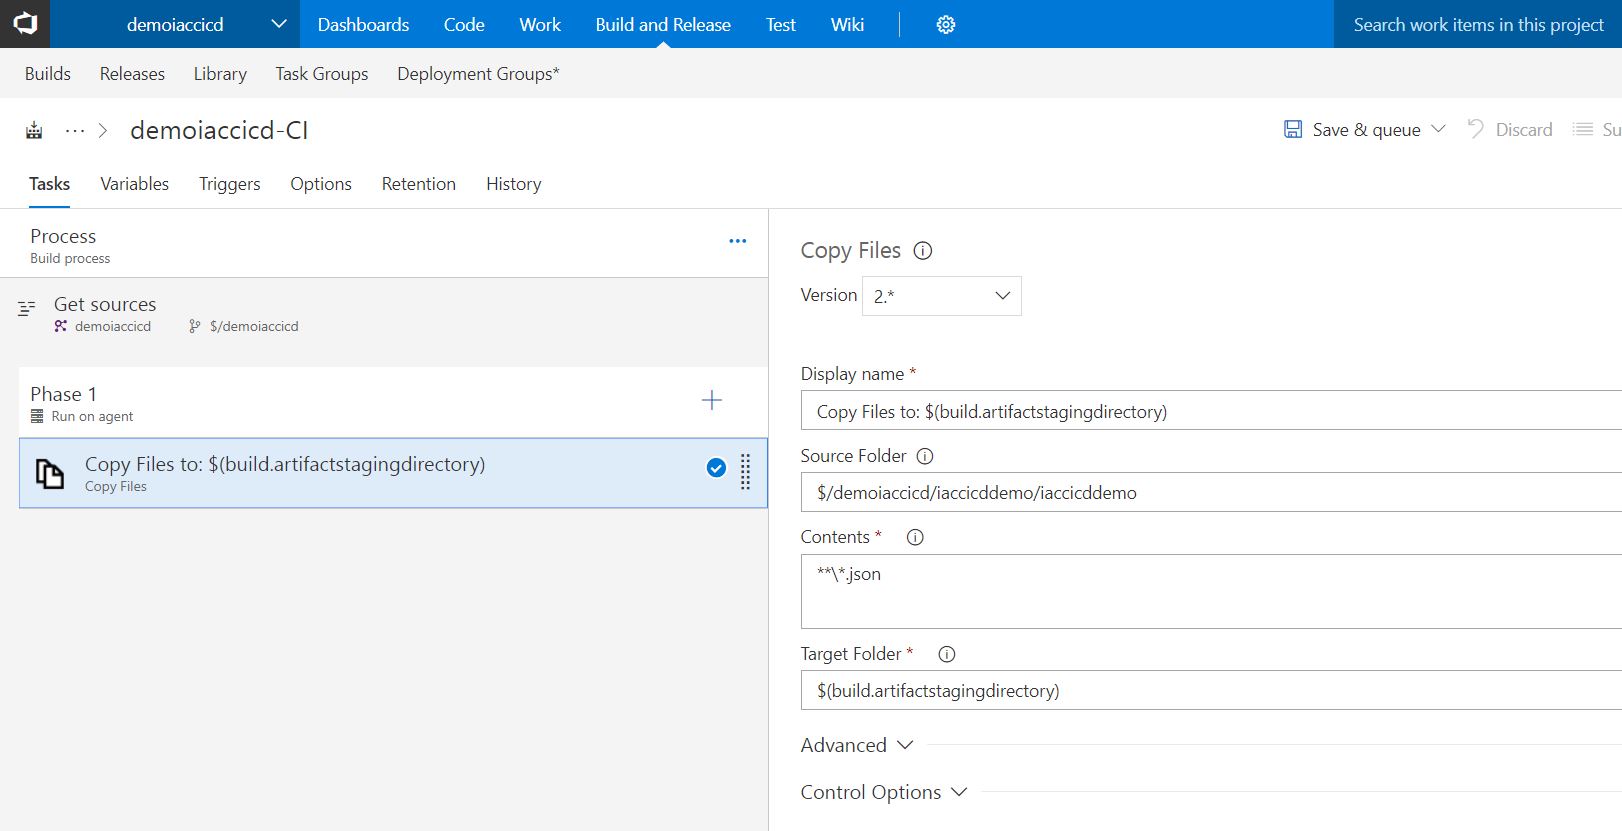 demoiaccicd Dashboards Code Work Build and Release Test Wiki Search work items in this project
Builds Releases Library Task Groups Deployment Groups*
... > demoiaccicd-CI Save & queue Discard Su
Tasks Variables Triggers Options Retention History
Process
Build process
Get sources
demoiaccicd $/demoiaccicd
Phase 1
Run on agent
Copy Files to: $(build.artifactstagingdirectory)
Copy Files
Copy Files
Version 2.*
Display name *
Copy Files to: $(build.artifactstagingdirectory)
Source Folder
$/demoiaccicd/iaccicddemo/iaccicddemo
Contents *
**\*.json
Target Folder *
$(build.artifactstagingdirectory)
Advanced
Control Options